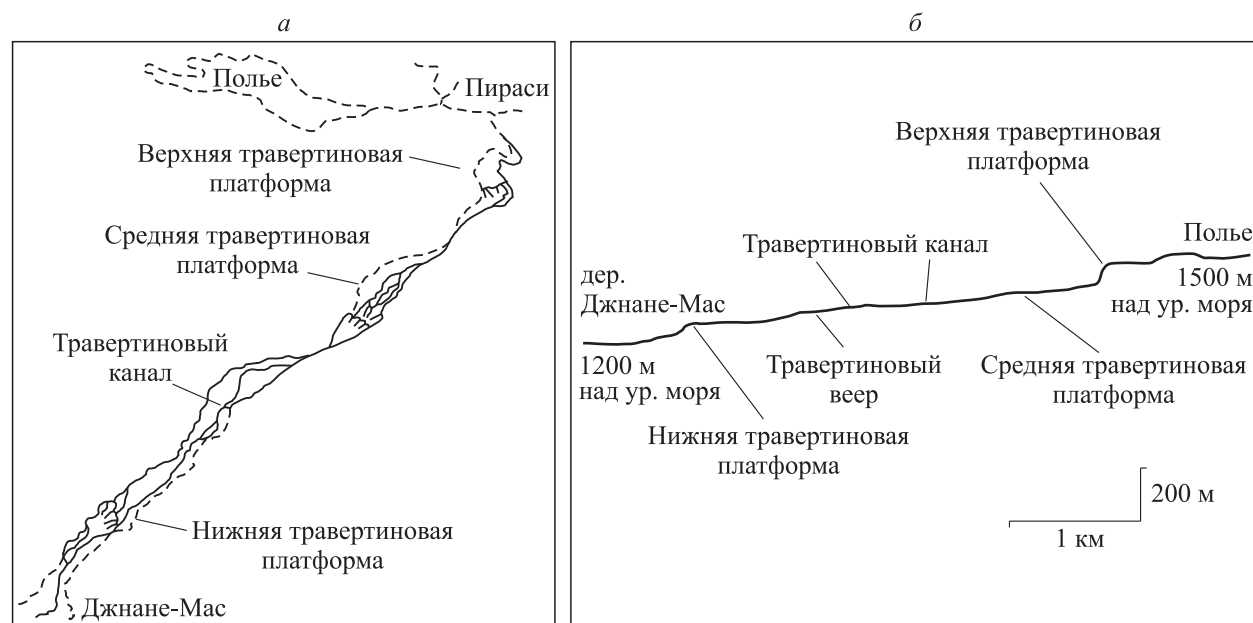 а
Полье
Пираси
Верхняя травертиновая
платформа
Средняя травертиновая
платформа
Травертиновый
канал
Нижняя травертиновая
платформа
Джнане-Мас
б
Верхняя травертиновая
платформа
Травертиновый канал
Полье
1500 м
над ур. моря
дер.
Джнане-Мас
1200 м
над ур. моря
Травертиновый
веер
Средняя травертиновая
платформа
Нижняя травертиновая
платформа
200 м
1 км